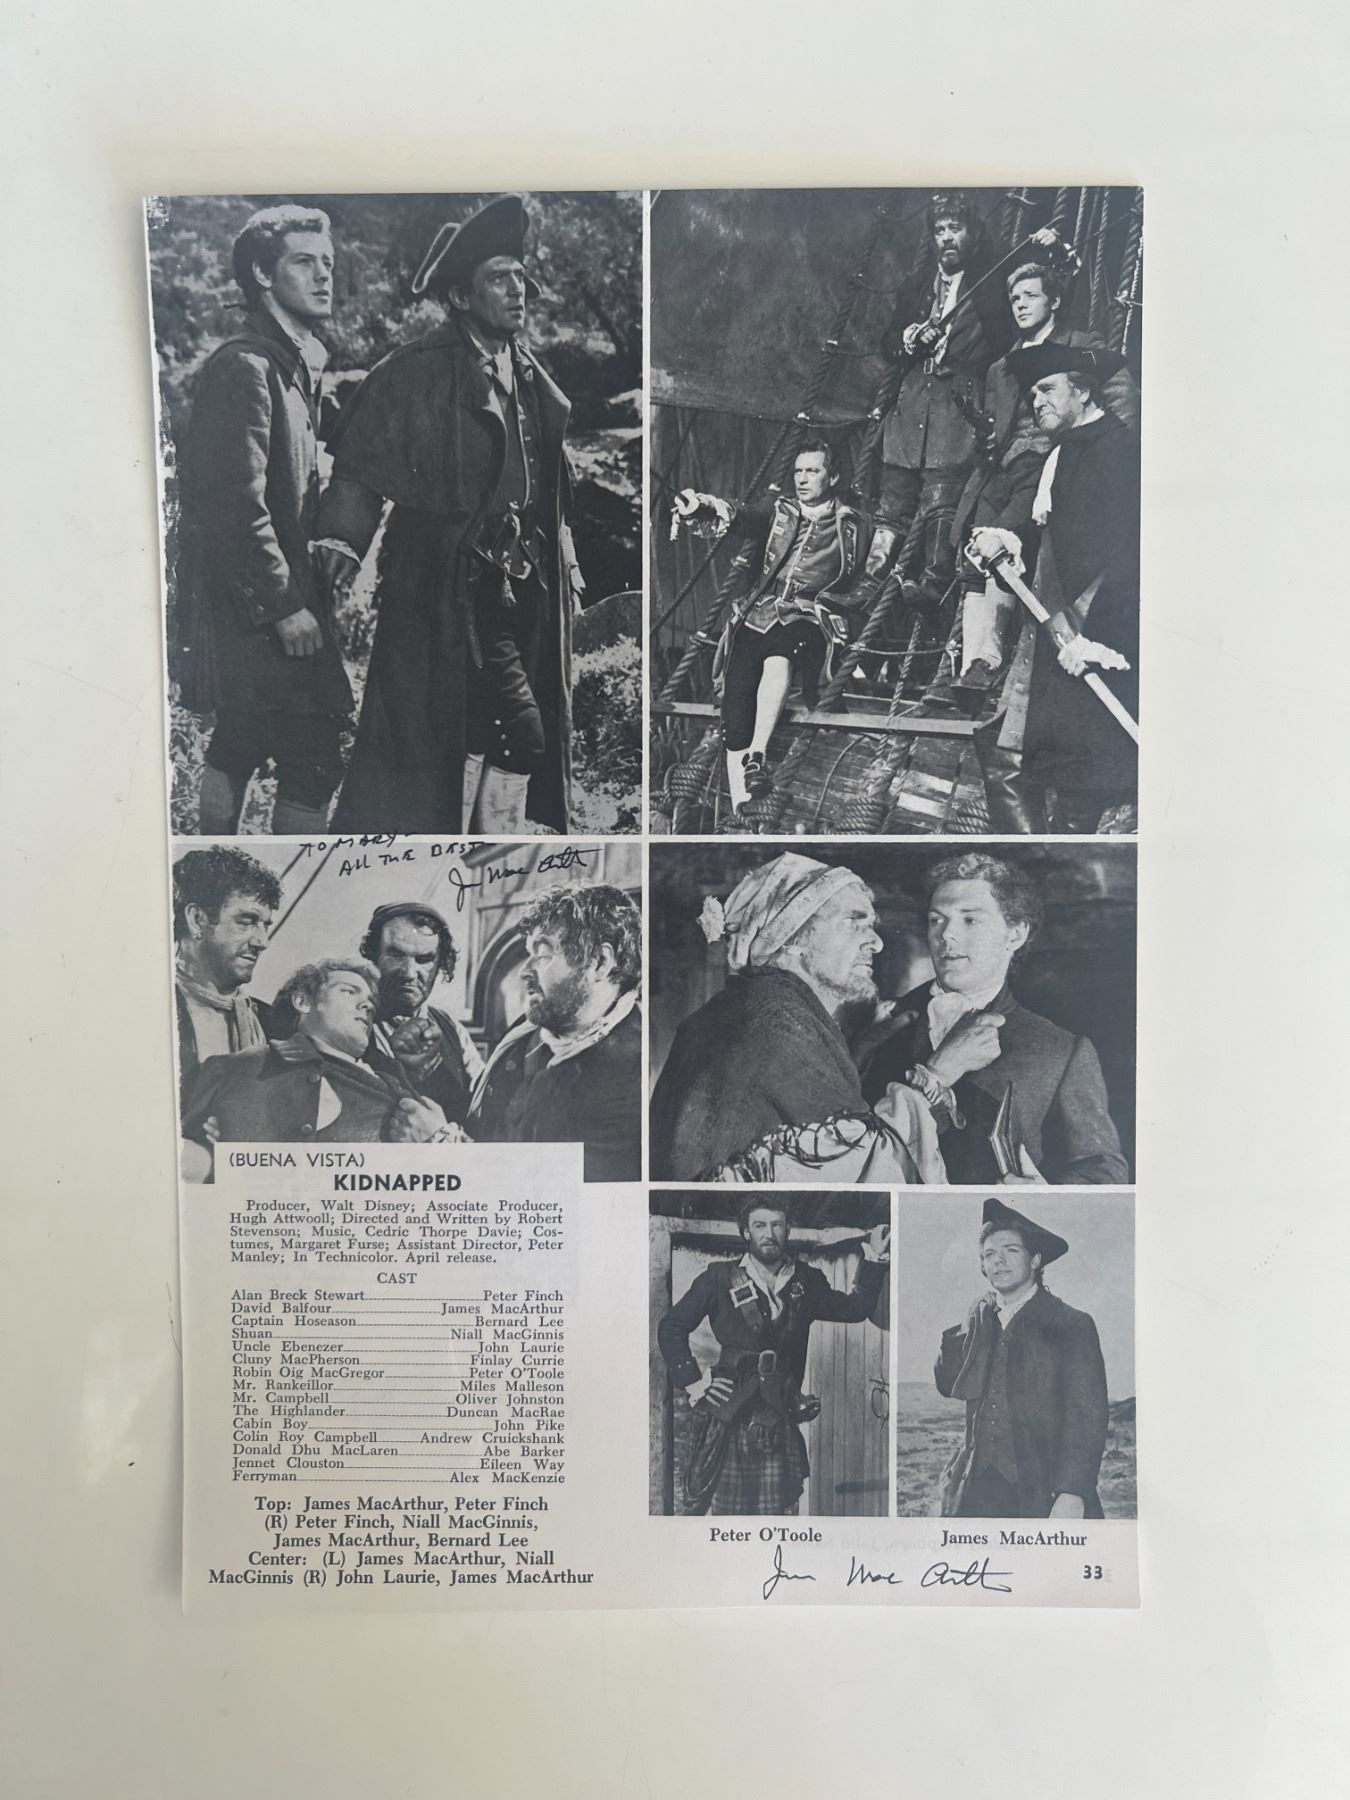 TO MARY-
ALL THE BEST
Jim MacArthur
(BUENA VISTA)
KIDNAPPED
Producer, Walt Disney; Associate Producer,
Hugh Attwooll; Directed and Written by Robert
Stevenson; Music, Cedric Thorpe Davie; Cos-
tumes, Margaret Furse; Assistant Director, Peter
Manley; In Technicolor. April release.
CAST
Alan Breck Stewart Peter Finch
David Balfour James MacArthur
Captain Hoseason Bernard Lee
Shuan Niall MacGinnis
Uncle Ebenezer John Laurie
Cluny MacPherson Finlay Currie
Robin Oig MacGregor Peter O'Toole
Mr. Rankeillor Miles Malleson
Mr. Campbell Oliver Johnston
The Highlander Duncan MacRae
Cabin Boy John Pike
Colin Roy Campbell Andrew Cruickshank
Donald Dhu MacLaren Abe Barker
Jennet Clouston Eileen Way
Ferryman Alex MacKenzie
Top: James MacArthur, Peter Finch
(R) Peter Finch, Niall MacGinnis,
James MacArthur, Bernard Lee
Center: (L) James MacArthur, Niall
MacGinnis (R) John Laurie, James MacArthur
Peter O'Toole
James MacArthur
Jim MacArthur
33